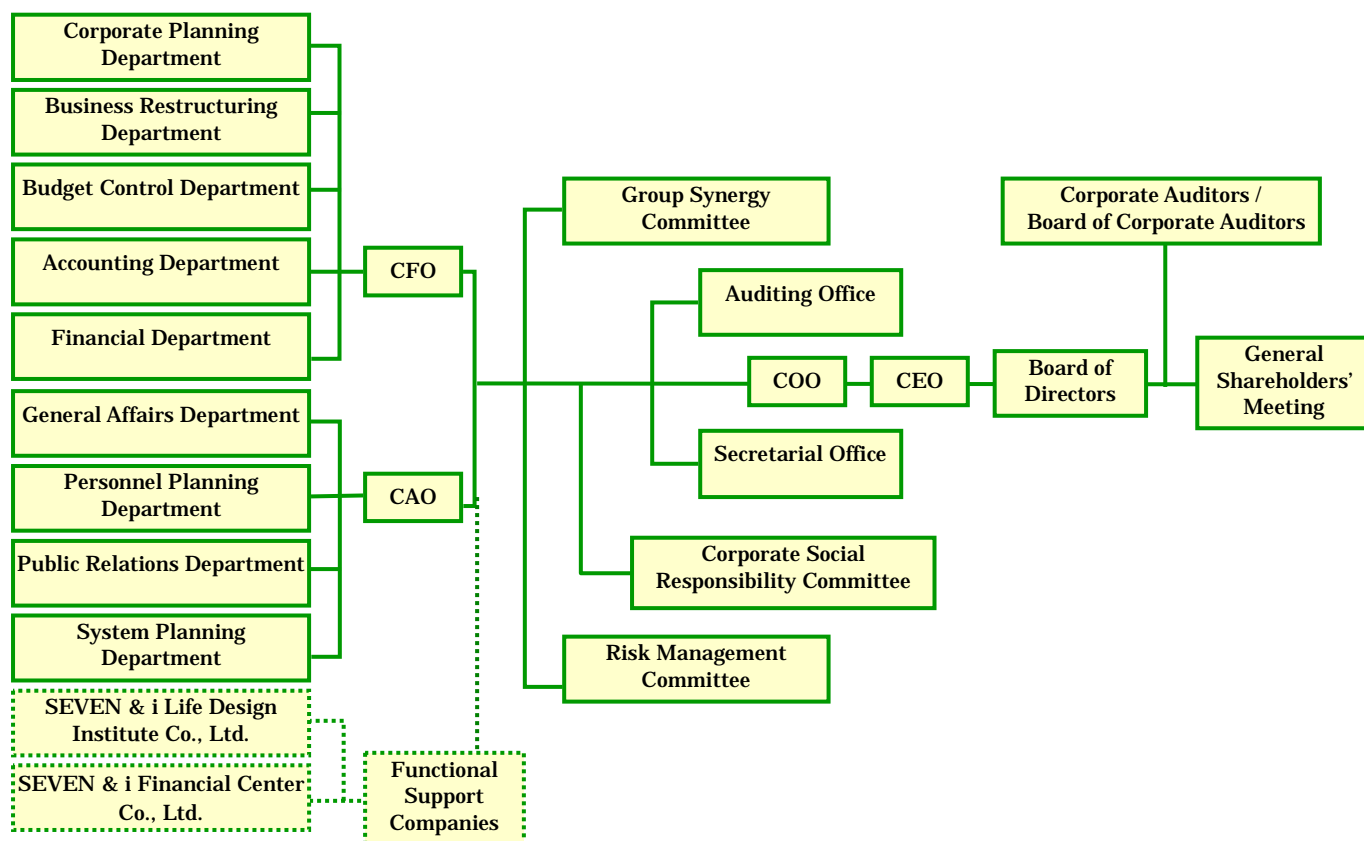 Corporate Planning
Department
Business Restructuring
Department
Budget Control Department
Accounting Department
Financial Department
General Affairs Department
Personnel Planning
Department
Public Relations Department
System Planning
Department
SEVEN & i Life Design
Institute Co., Ltd.
SEVEN & i Financial Center
Co., Ltd.
CFO
CAO
Functional
Support
Companies
Group Synergy
Committee
Auditing Office
COO
CEO
Secretarial Office
Corporate Social
Responsibility Committee
Risk Management
Committee
Board of
Directors
Corporate Auditors /
Board of Corporate Auditors
General
Shareholders’
Meeting